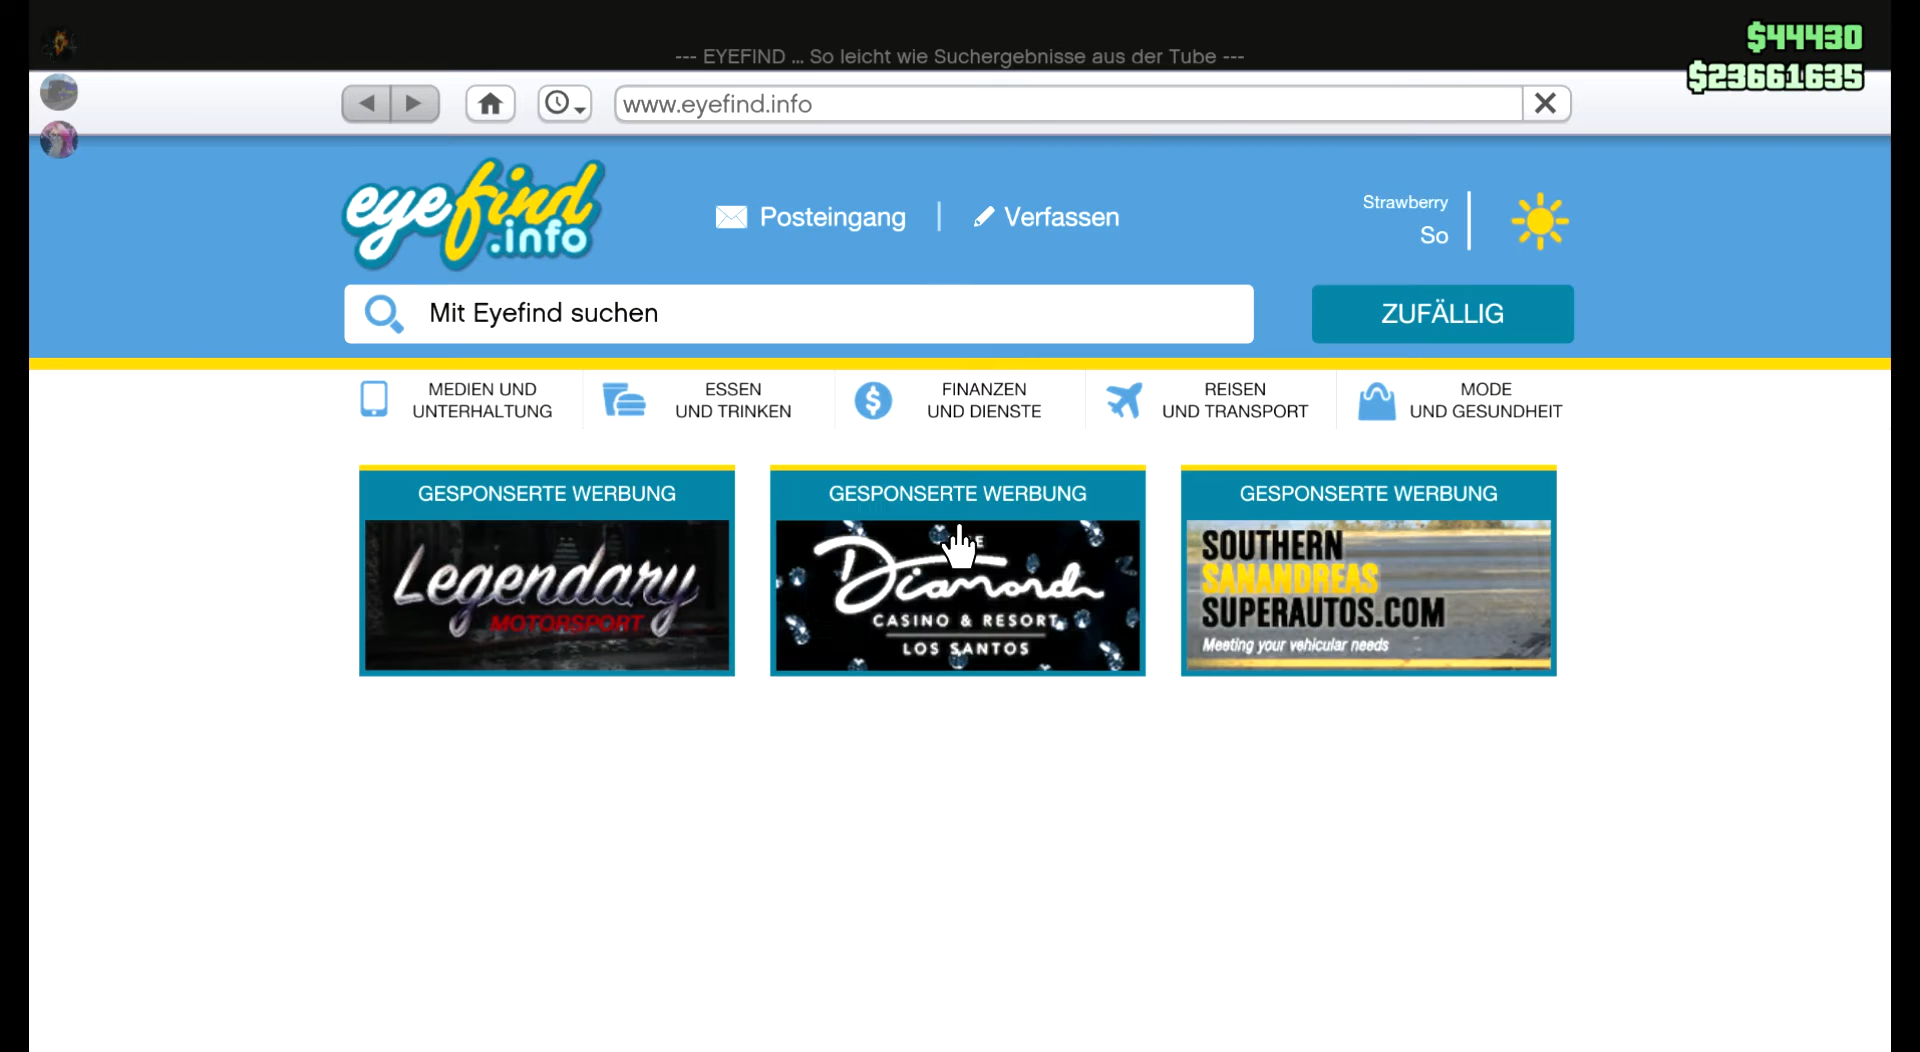 $44430
--- EYEFIND ... So leicht wie Suchergebnisse aus der Tube ---
$23661635
www.eyefind.info
eyefind
.info
Posteingang
Verfassen
Strawberry
So
Mit Eyefind suchen
ZUFÄLLIG
MEDIEN UND
UNTERHALTUNG
ESSEN
UND TRINKEN
FINANZEN
UND DIENSTE
REISEN
UND TRANSPORT
MODE
UND GESUNDHEIT
GESPONSERTE WERBUNG
Legendary
MOTORSPORT
GESPONSERTE WERBUNG
Diamond
CASINO & RESORT
LOS SANTOS
GESPONSERTE WERBUNG
SOUTHERN
SANANDREAS
SUPERAUTOS.COM
Meeting your vehicular needs